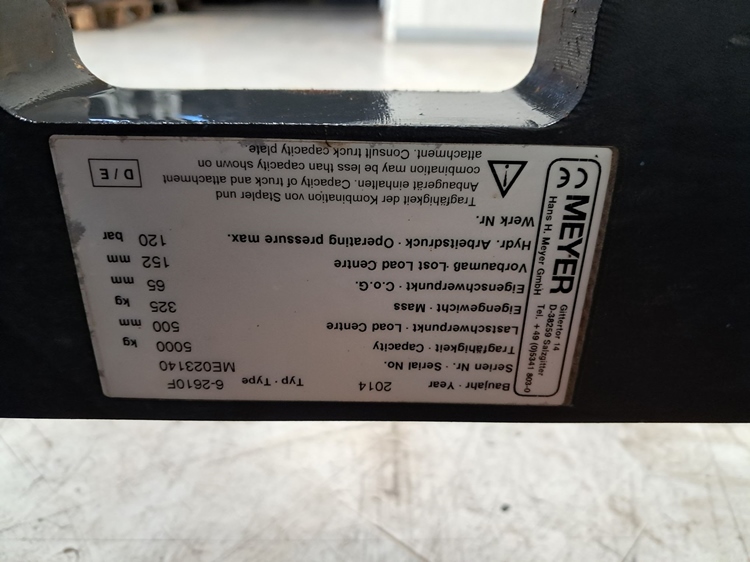 CE MEYER
Hans H. Meyer GmbH
Gittertor 14
D-38259 Salzgitter
Tel. +49 (0)5341 803-0
Baujahr · Year 2014 Typ · Type 6-2610F
Serien Nr. · Serial No. ME023140
Tragfähigkeit · Capacity 5000 kg
Lastschwerpunkt · Load Centre 500 mm
Eigengewicht · Mass 325 kg
Eigenschwerpunkt · C.o.G. 65 mm
Vorbaumaß · Lost Load Centre 152 mm
Hydr. Arbeitsdruck · Operating pressure max. 120 bar
Werk Nr.
Tragfähigkeit der Kombination von Stapler und
Anbaugerät einhalten. Capacity of truck and attachment
combination may be less than capacity shown on
attachment. Consult truck capacity plate.
D / E